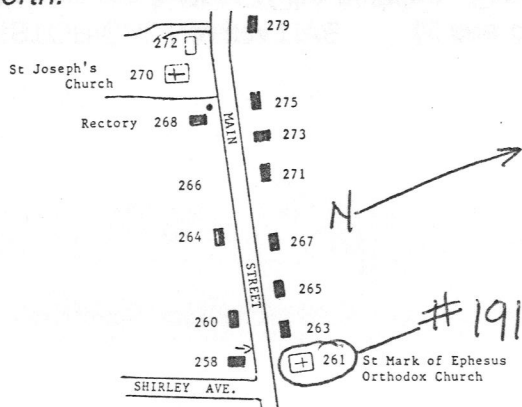 orth.
279
272
St Joseph's
Church
270
275
Rectory 268
MAIN
273
271
266
N
264
267
STREET
265
260
263
#191
258
261
St Mark of Ephesus
Orthodox Church
SHIRLEY AVE.